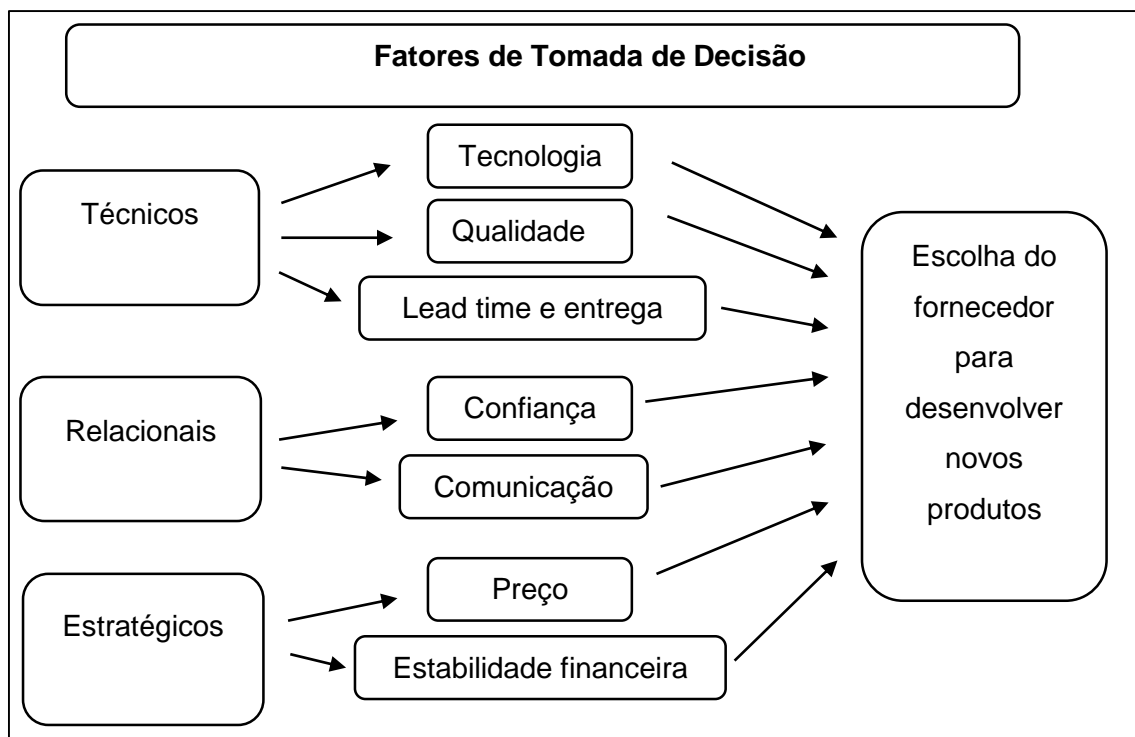 Fatores de Tomada de Decisão
Técnicos
Tecnologia
Qualidade
Lead time e entrega
Relacionais
Confiança
Comunicação
Estratégicos
Preço
Estabilidade financeira
Escolha do
fornecedor
para
desenvolver
novos
produtos